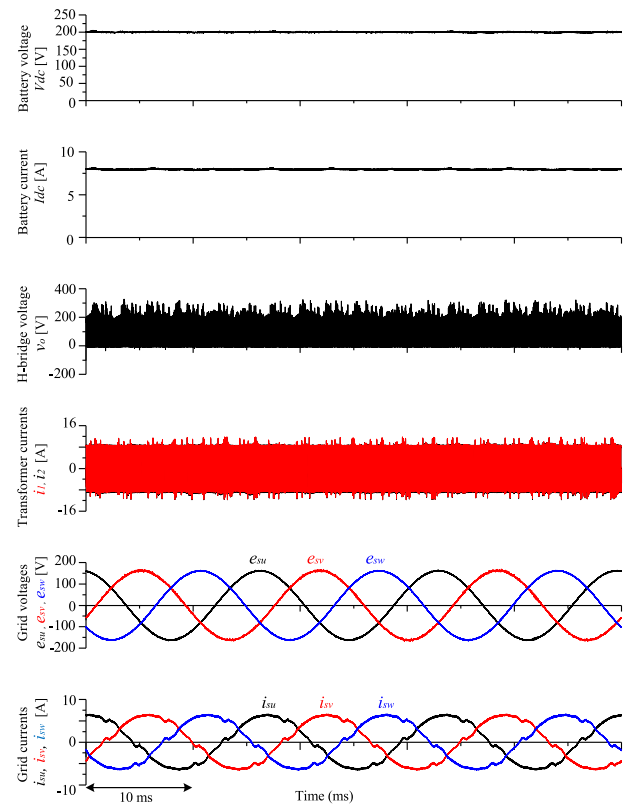 Battery voltage
Vdc [V]
250
200
150
100
50
0
Battery current
Idc [A]
10
5
0
H-bridge voltage
vo [V]
400
200
0
-200
Transformer currents
i1, i2 [A]
16
0
-16
Grid voltages
esu, esv, esw [V]
200
100
0
-100
-200
esu esv esw
Grid currents
isu, isv, isw [A]
10
5
0
-10
isu isv isw
10 ms
Time (ms)